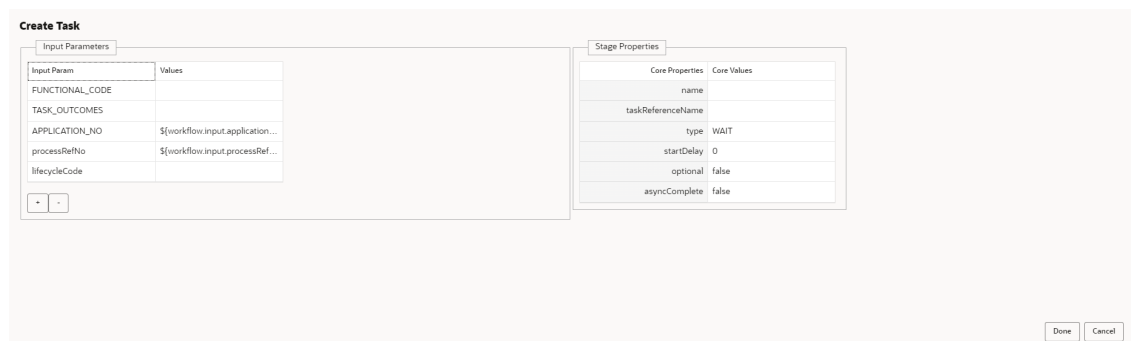 Create Task
Input Parameters
Input Param Values
FUNCTIONAL_CODE
TASK_OUTCOMES
APPLICATION_NO ${workflow.input.application...
processRefNo ${workflow.input.processRef...
lifecycleCode
+ -
Stage Properties
Core Properties Core Values
name
taskReferenceName
type WAIT
startDelay 0
optional false
asyncComplete false
Done Cancel